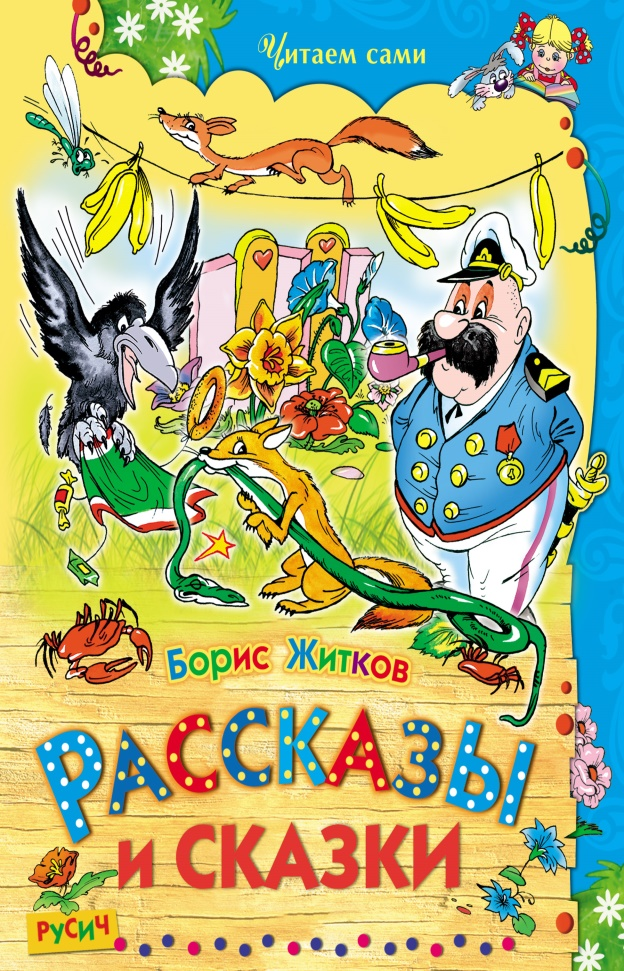 Читаем сами
Борис Житков
Рассказы
и сказки
Русич